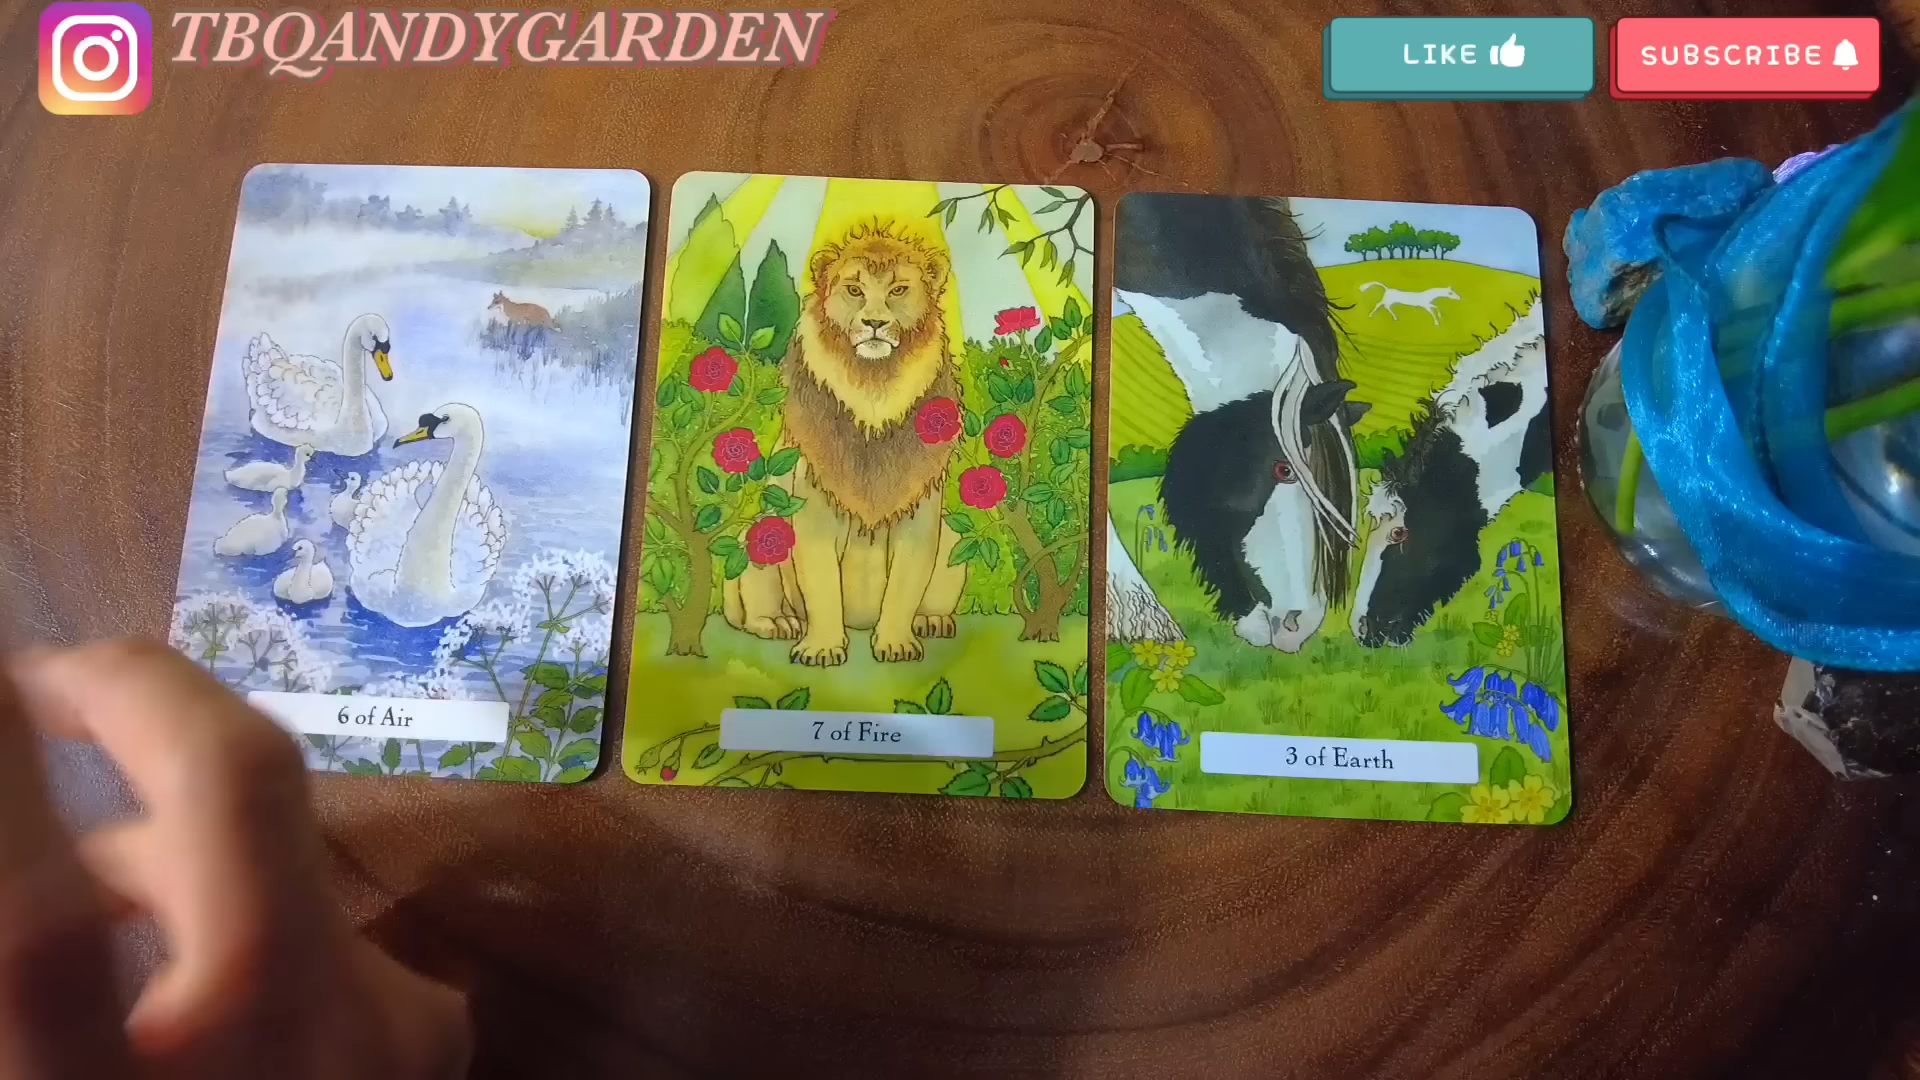 TBQANDYGARDEN
LIKE
SUBSCRIBE
6 of Air
7 of Fire
3 of Earth